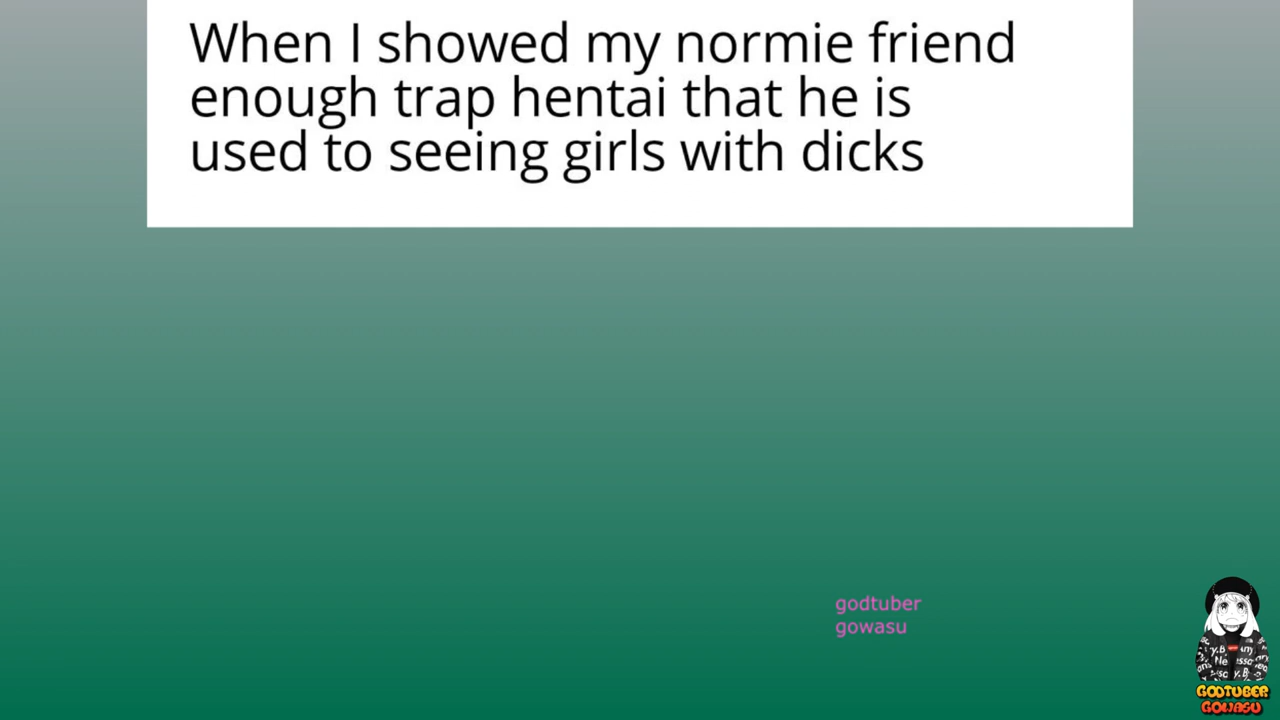 When I showed my normie friend
enough trap hentai that he is
used to seeing girls with dicks
godtuber
gowasu
GODTUBER
GOWASU